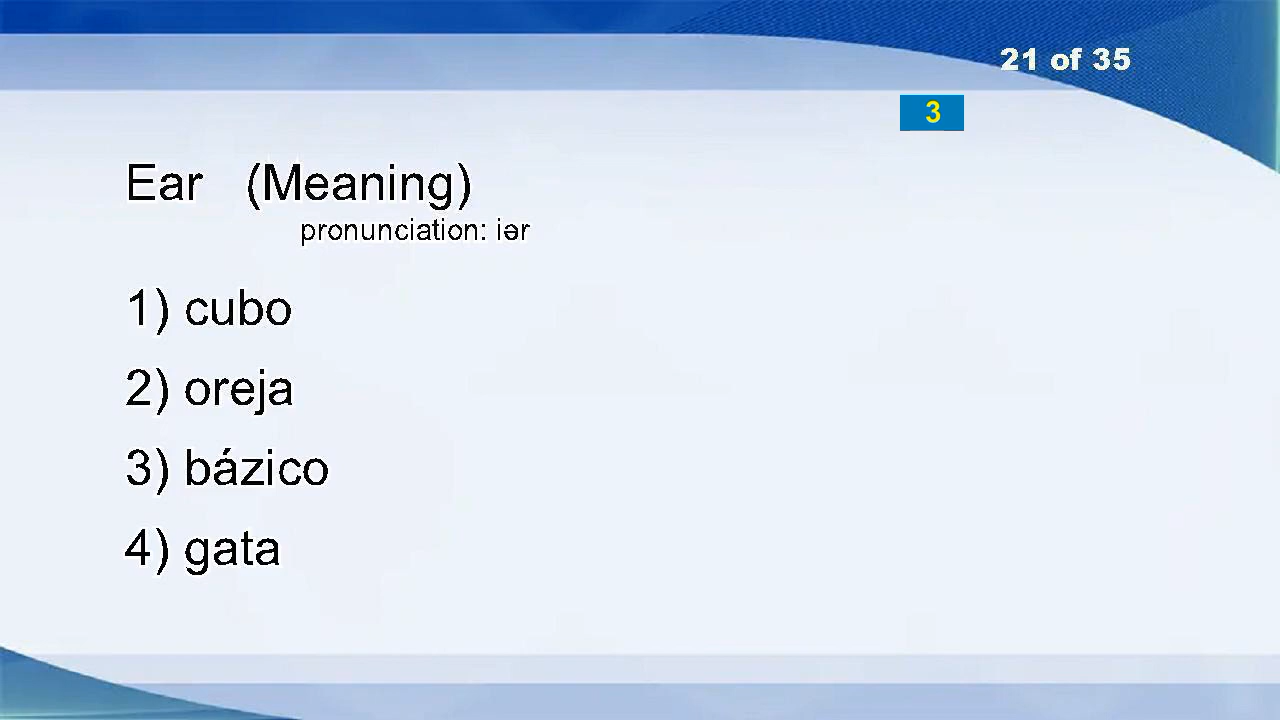 21 of 35
3
Ear (Meaning)
pronunciation: iər
1) cubo
2) oreja
3) bázico
4) gata